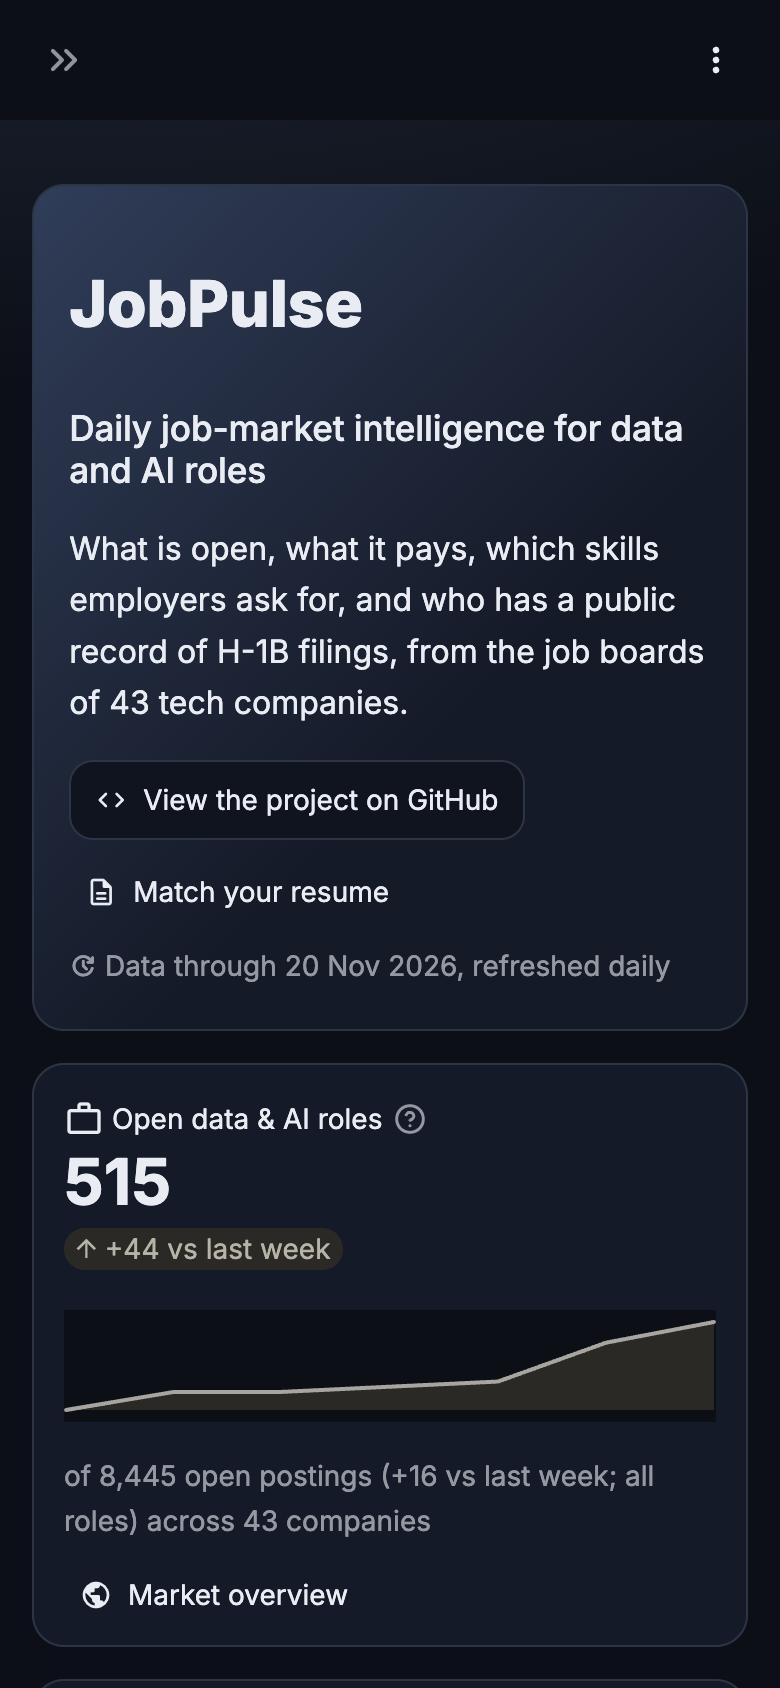 JobPulse
Daily job-market intelligence for data
and AI roles
What is open, what it pays, which skills
employers ask for, and who has a public
record of H-1B filings, from the job boards
of 43 tech companies.
View the project on GitHub
Match your resume
Data through 20 Nov 2026, refreshed daily
Open data & AI roles
515
↑ +44 vs last week
of 8,445 open postings (+16 vs last week; all
roles) across 43 companies
Market overview